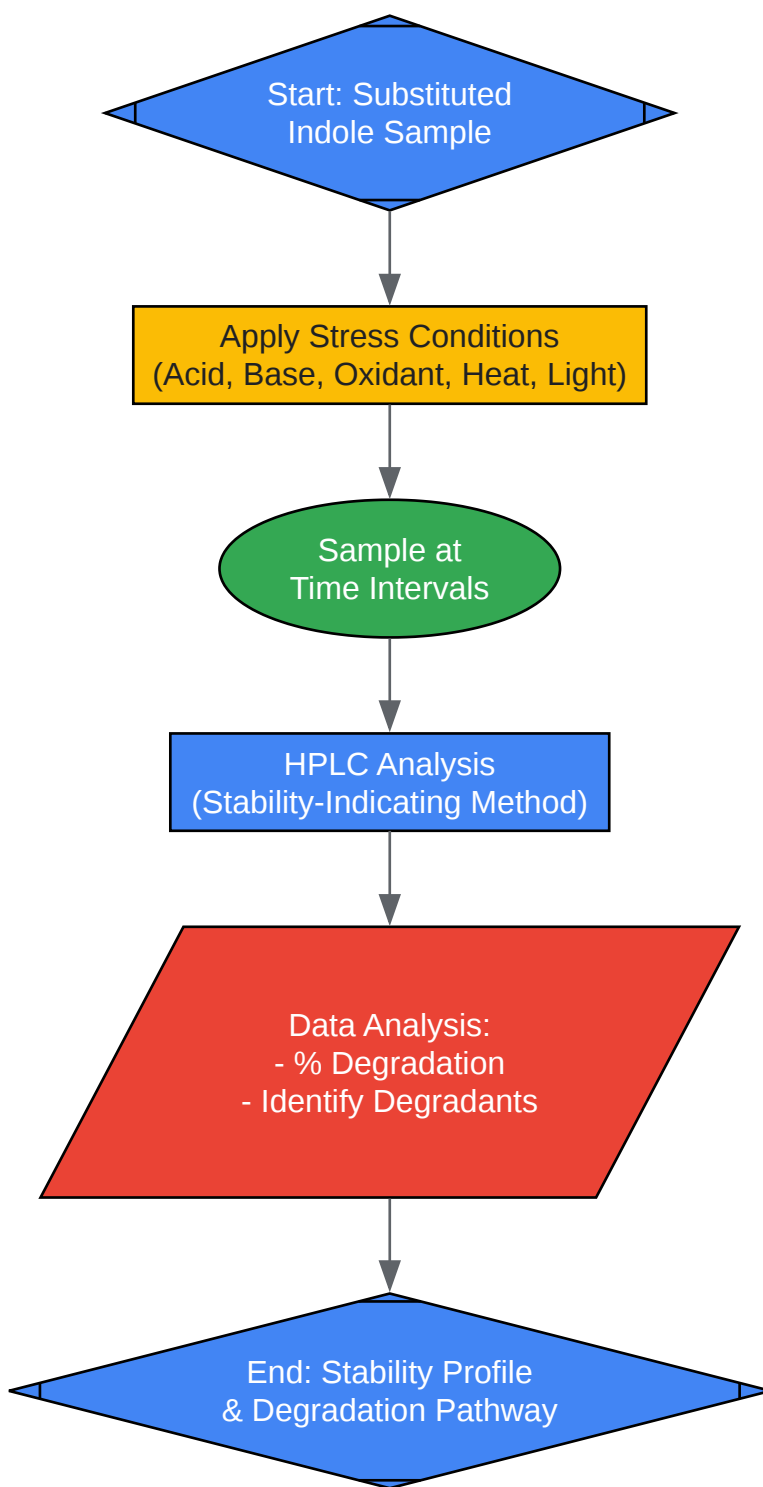 Start: Substituted
Indole Sample
Apply Stress Conditions
(Acid, Base, Oxidant, Heat, Light)
Sample at
Time Intervals
HPLC Analysis
(Stability-Indicating Method)
Data Analysis:
- % Degradation
- Identify Degradants
End: Stability Profile
& Degradation Pathway